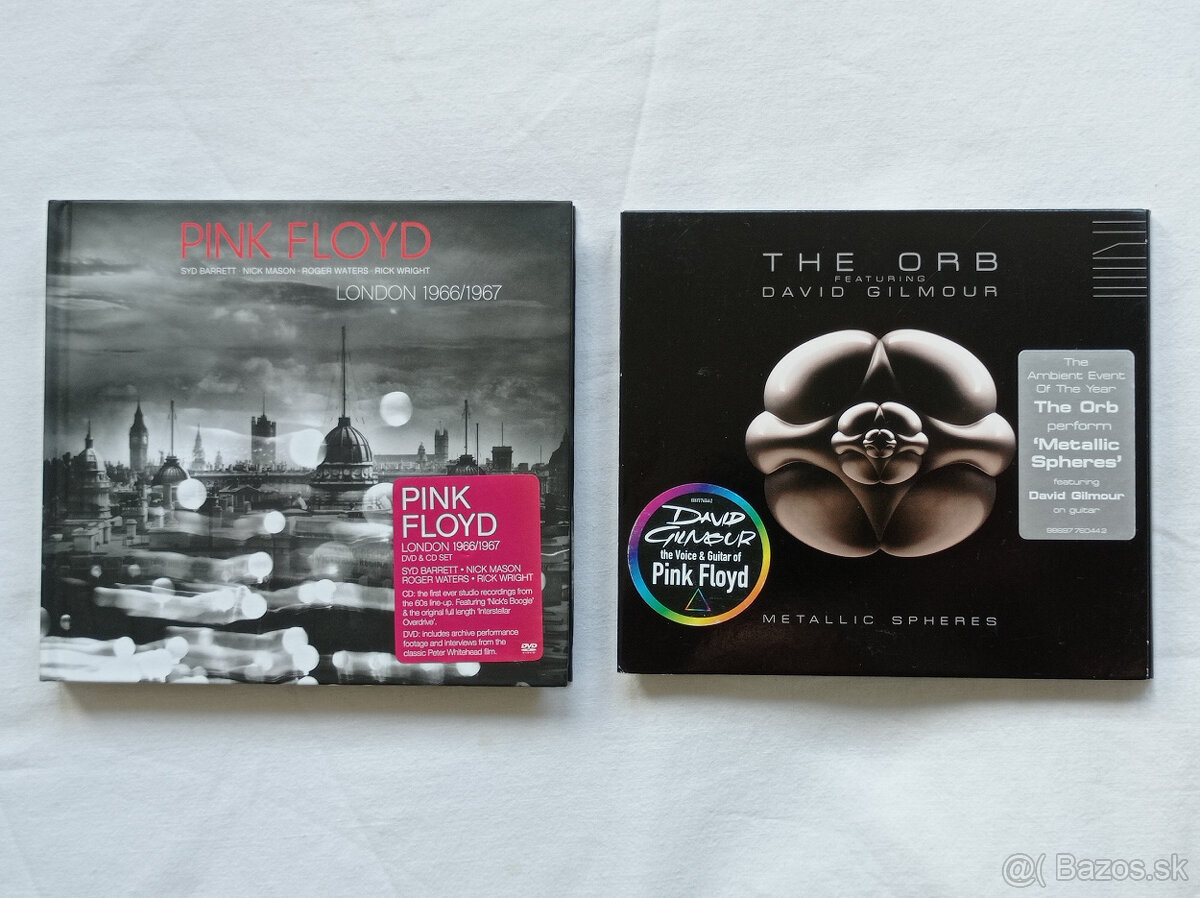 PINK FLOYD
SYD BARRETT · NICK MASON · ROGER WATERS · RICK WRIGHT
LONDON 1966/1967
PINK
FLOYD
LONDON 1966/1967
DVD & CD SET
SYD BARRETT • NICK MASON
ROGER WATERS • RICK WRIGHT
CD: the first ever studio recordings from
the 60s line-up. Featuring 'Nick's Boogie'
& the original full length 'Interstellar
Overdrive'.
DVD: includes archive performance
footage and interviews from the
classic Peter Whitehead film.
DVD
VIDEO
THE ORB
FEATURING
DAVID GILMOUR
The
Ambient Event
Of The Year
The Orb
perform
'Metallic
Spheres'
featuring
David Gilmour
on guitar
88697 76044 2
DAVID
GILMOUR
the Voice & Guitar of
Pink Floyd
METALLIC SPHERES
@( Bazos.sk